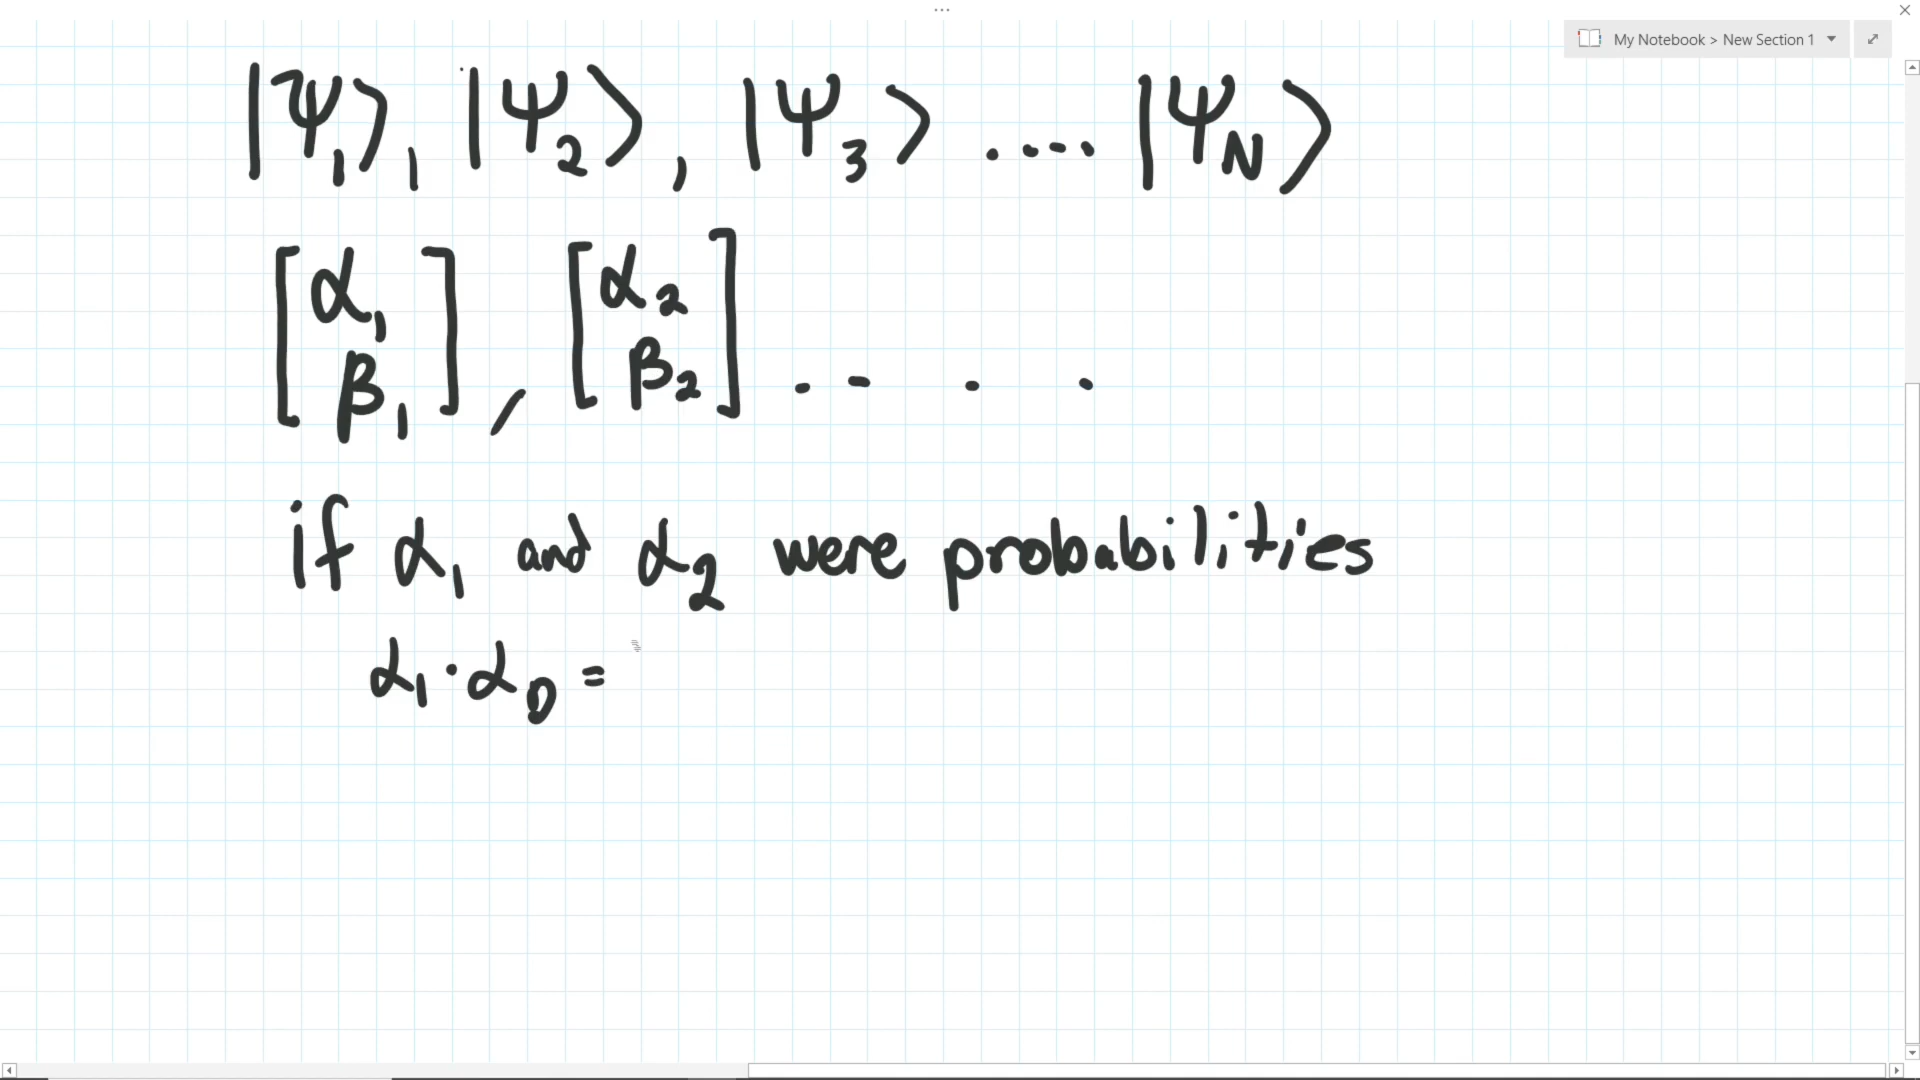 ...
My Notebook > New Section 1
|Ψ₁⟩, |Ψ₂⟩, |Ψ₃⟩ .... |Ψ_N⟩
[α₁ β₁], [α₂ β₂] . . . .
if α₁ and α₂ were probabilities
α₁ · α₀ =